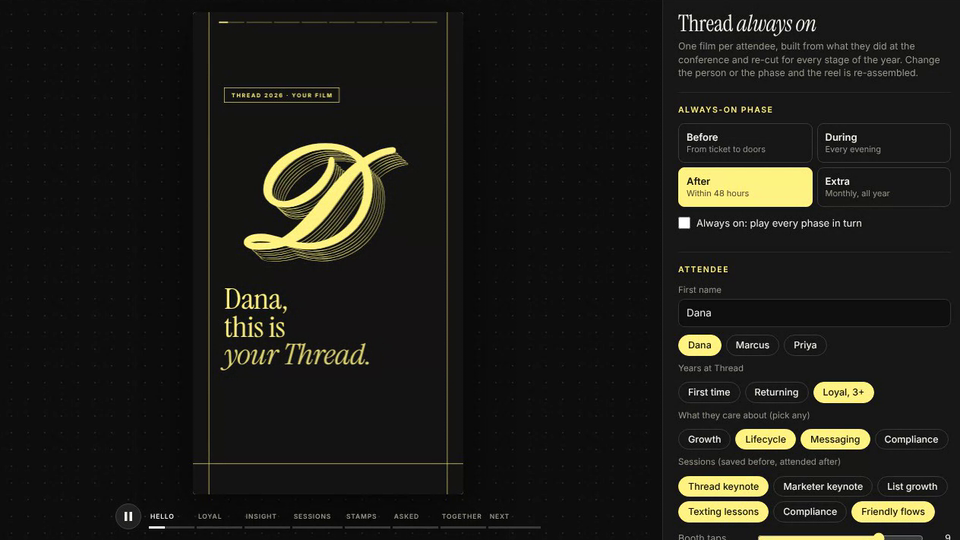 THREAD 2026 · YOUR FILM
D
Dana,
this is
your Thread.
HELLO LOYAL INSIGHT SESSIONS STAMPS ASKED TOGETHER NEXT
Thread always on
One film per attendee, built from what they did at the
conference and re-cut for every stage of the year. Change
the person or the phase and the reel is re-assembled.
ALWAYS-ON PHASE
Before
From ticket to doors
During
Every evening
After
Within 48 hours
Extra
Monthly, all year
Always on: play every phase in turn
ATTENDEE
First name
Dana
Dana Marcus Priya
Years at Thread
First time Returning Loyal, 3+
What they care about (pick any)
Growth Lifecycle Messaging Compliance
Sessions (saved before, attended after)
Thread keynote Marketer keynote List growth
Texting lessons Compliance Friendly flows
Booth taps 9